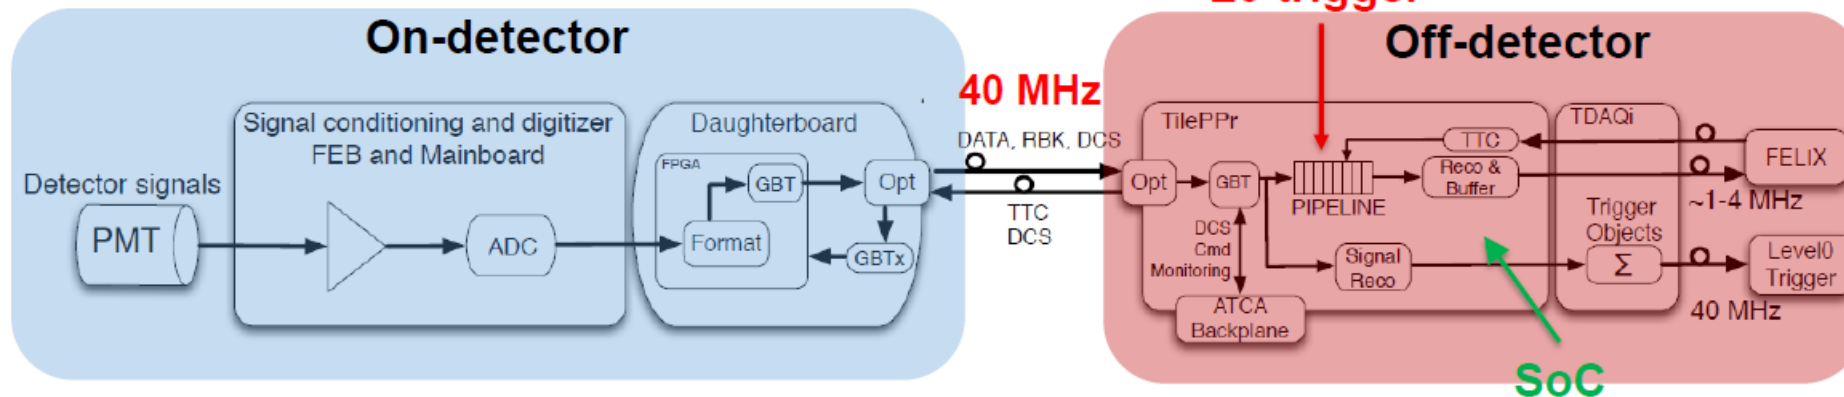 On-detector
Signal conditioning and digitizer
FEB and Mainboard
Detector signals
PMT
ADC
Daughterboard
FPGA
GBT
Format
Opt
GBTx
40 MHz
DATA, RBK, DCS
TTC
DCS
trigger
Off-detector
TilePPr
Opt
GBT
PIPELINE
TTC
Reco &
Buffer
DCS
Cmd
Monitoring
Signal
Reco
ATCA
Backplane
TDAQi
Trigger
Objects
Σ
FELIX
~1-4 MHz
Level0
Trigger
40 MHz
SoC